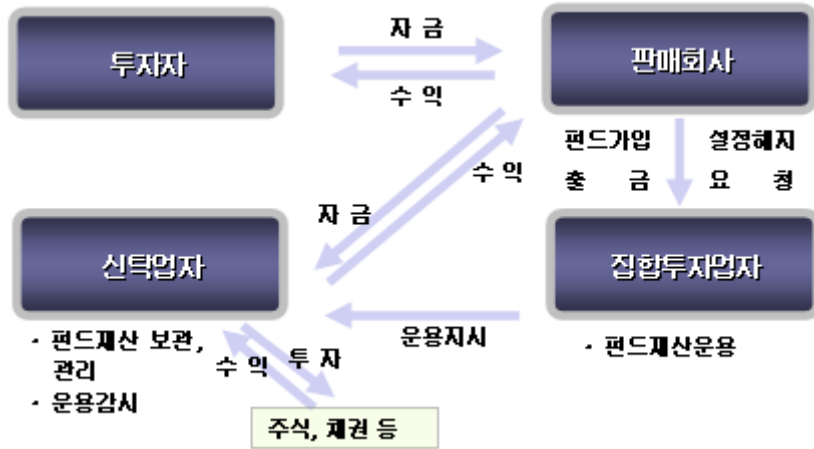 자 금
투자자
판매회사
수 익
펀드가입 설정해지
출 금 요 청
수 익
자 금
신탁업자
집합투자업자
운용지시
· 펀드재산 보관,
관리
· 운용감시
수 익 투 자
· 펀드재산운용
주식, 채권 등